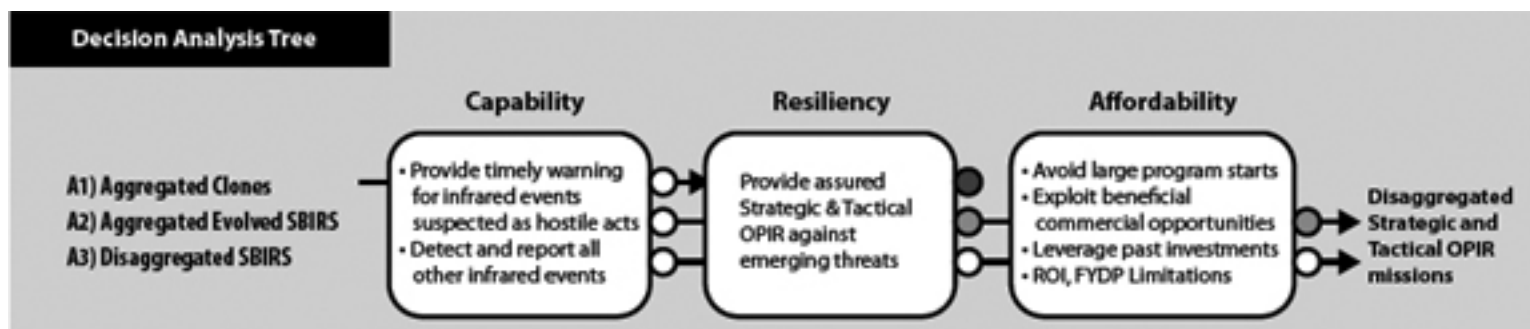 Decision Analysis Tree
Capability
Resiliency
Affordability
A1) Aggregated Clones
A2) Aggregated Evolved SBIRS
A3) Disaggregated SBIRS
• Provide timely warning
for infrared events
suspected as hostile acts
• Detect and report all
other infrared events
Provide assured
Strategic & Tactical
OPIR against
emerging threats
• Avoid large program starts
• Exploit beneficial
commercial opportunities
• Leverage past investments
• ROI, FYDP Limitations
Disaggregated
Strategic and
Tactical OPIR
missions